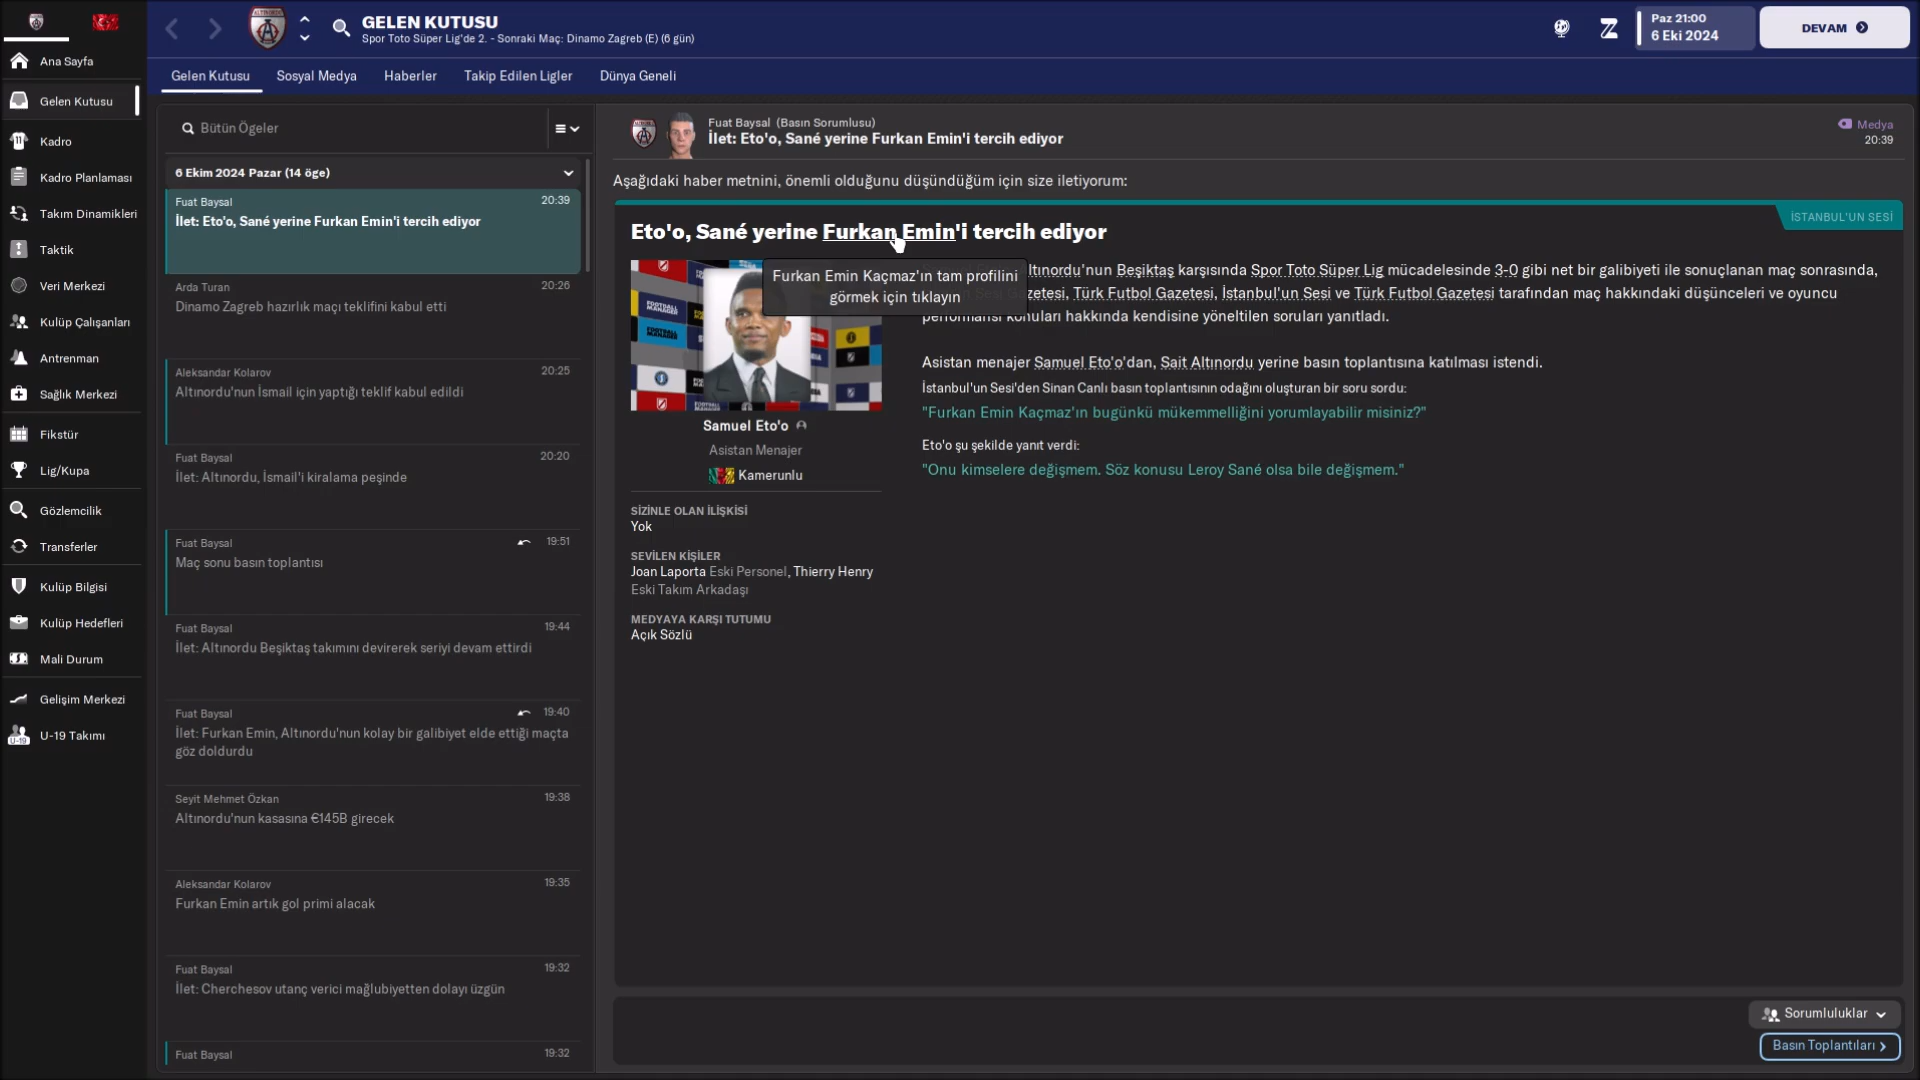 GELEN KUTUSU
Spor Toto Süper Lig'de 2. - Sonraki Maç: Dinamo Zagreb (E) (6 gün)
Paz 21:00
6 Eki 2024
DEVAM
Gelen Kutusu
Sosyal Medya
Haberler
Takip Edilen Ligler
Dünya Geneli
Ana Sayfa
Gelen Kutusu
Kadro
Kadro Planlaması
Takım Dinamikleri
Taktik
Veri Merkezi
Kulüp Çalışanları
Antrenman
Sağlık Merkezi
Fikstür
Lig/Kupa
Gözlemcilik
Transferler
Kulüp Bilgisi
Kulüp Hedefleri
Mali Durum
Gelişim Merkezi
U-19 Takımı
Bütün Ögeler
6 Ekim 2024 Pazar (14 öge)
Fuat Baysal 20:39
İlet: Eto'o, Sané yerine Furkan Emin'i tercih ediyor
Arda Turan 20:26
Dinamo Zagreb hazırlık maçı teklifini kabul etti
Aleksandar Kolarov 20:25
Altınordu'nun İsmail için yaptığı teklif kabul edildi
Fuat Baysal 20:20
İlet: Altınordu, İsmail'i kiralama peşinde
Fuat Baysal 19:51
Maç sonu basın toplantısı
Fuat Baysal 19:44
İlet: Altınordu Beşiktaş takımını devirerek seriyi devam ettirdi
Fuat Baysal 19:40
İlet: Furkan Emin, Altınordu'nun kolay bir galibiyet elde ettiği maçta
göz doldurdu
Seyit Mehmet Özkan 19:38
Altınordu'nun kasasına €145B girecek
Aleksandar Kolarov 19:35
Furkan Emin artık gol primi alacak
Fuat Baysal 19:32
İlet: Cherchesov utanç verici mağlubiyetten dolayı üzgün
Fuat Baysal 19:32
Fuat Baysal (Basın Sorumlusu)
İlet: Eto'o, Sané yerine Furkan Emin'i tercih ediyor
Medya
20:39
Aşağıdaki haber metnini, önemli olduğunu düşündüğüm için size iletiyorum:
İSTANBUL'UN SESİ
Eto'o, Sané yerine Furkan Emin'i tercih ediyor
Furkan Emin Kaçmaz'ın tam profilini
görmek için tıklayın
FOOTBALL MANAGER
Samuel Eto'o
Asistan Menajer
Kamerunlu
SİZİNLE OLAN İLİŞKİSİ
Yok
SEVİLEN KİŞİLER
Joan Laporta Eski Personel, Thierry Henry
Eski Takım Arkadaşı
MEDYAYA KARŞI TUTUMU
Açık Sözlü
ltınordu'nun Beşiktaş karşısında Spor Toto Süper Lig mücadelesinde 3-0 gibi net bir galibiyeti ile sonuçlanan maç sonrasında,
zetesi, Türk Futbol Gazetesi, İstanbul'un Sesi ve Türk Futbol Gazetesi tarafından maç hakkındaki düşünceleri ve oyuncu
performansı konuları hakkında kendisine yöneltilen soruları yanıtladı.
Asistan menajer Samuel Eto'o'dan, Sait Altınordu yerine basın toplantısına katılması istendi.
İstanbul'un Sesi'den Sinan Canlı basın toplantısının odağını oluşturan bir soru sordu:
"Furkan Emin Kaçmaz'ın bugünkü mükemmelliğini yorumlayabilir misiniz?"
Eto'o şu şekilde yanıt verdi:
"Onu kimselere değişmem. Söz konusu Leroy Sané olsa bile değişmem."
Sorumluluklar
Basın Toplantıları